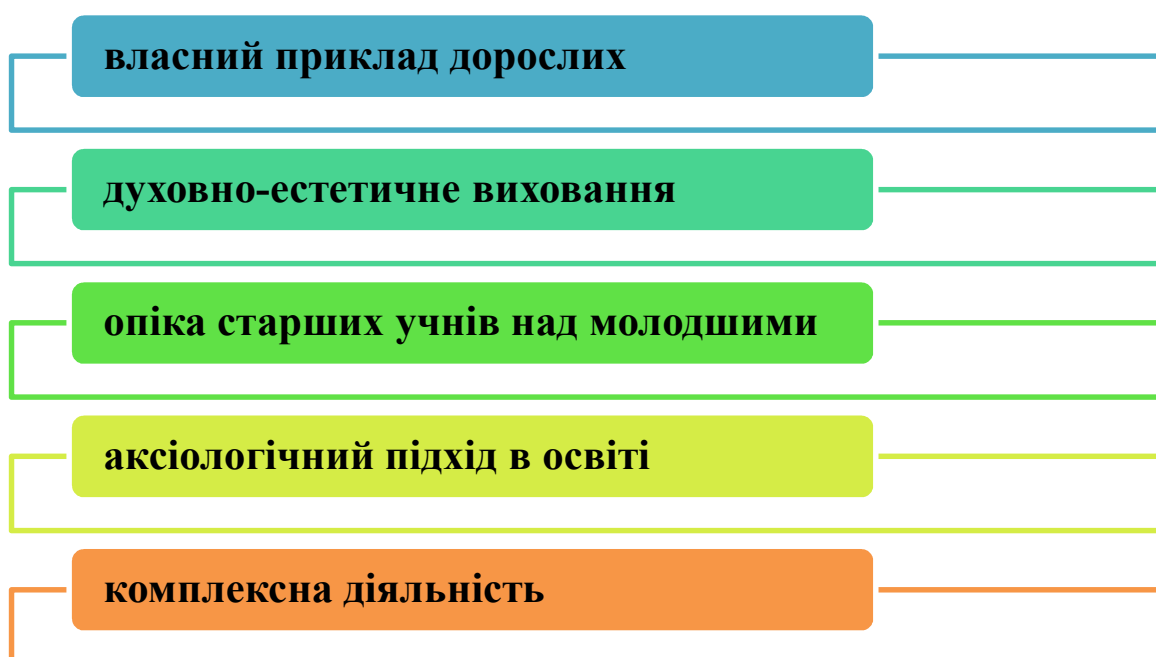 власний приклад дорослих
духовно-естетичне виховання
опіка старших учнів над молодшими
аксіологічний підхід в освіті
комплексна діяльність